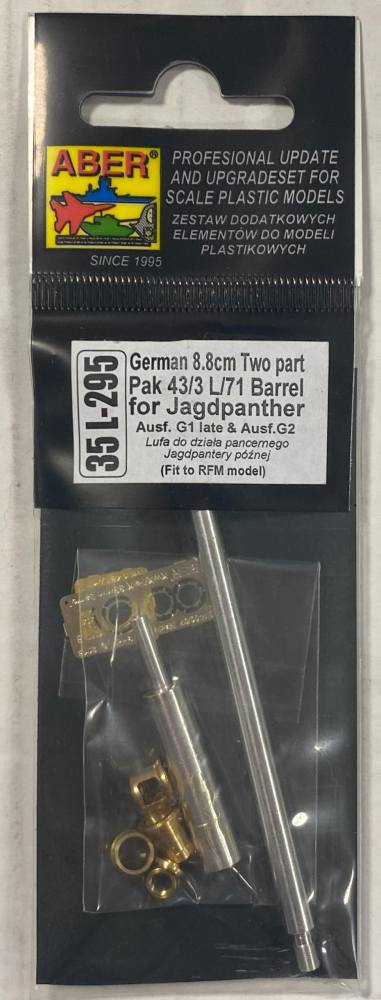 ABER®
SINCE 1995
PROFESIONAL UPDATE
AND UPGRADESET FOR
SCALE PLASTIC MODELS
ZESTAW DODATKOWYCH
ELEMENTÓW DO MODELI
PLASTIKOWYCH
35 L-295
German 8.8cm Two part
Pak 43/3 L/71 Barrel
for Jagdpanther
Ausf. G1 late & Ausf.G2
Lufa do działa pancernego
Jagdpantery późnej
(Fit to RFM model)